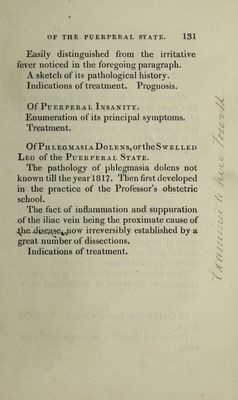 OF THE PUERPERAL STATE. 131
Easily distinguished from the irritative
fever noticed in the foregoing paragraph.
A sketch of its pathological history.
Indications of treatment. Prognosis.
Of Puerperal Insanity.
Enumeration of its principal symptoms.
Treatment.
Of Phlegmasia Dolens, or the Swelled
Leg of the Puerperal State.
The pathology of phlegmasia dolens not
known till the year 1817. Then first developed
in the practice of the Professor's obstetric
school.
The fact of inflammation and suppuration
of the iliac vein being the proximate cause of
the disease, now irreversibly established by a
great number of dissections.
Indications of treatment.